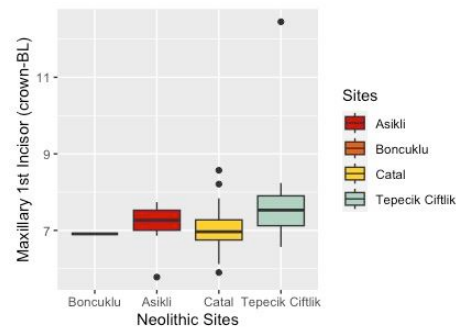 Maxillary 1st Incisor (crown-BL)
11
9
7
Boncuklu Asikli Catal Tepecik Ciftlik
Neolithic Sites
Sites
Asikli
Boncuklu
Catal
Tepecik Ciftlik